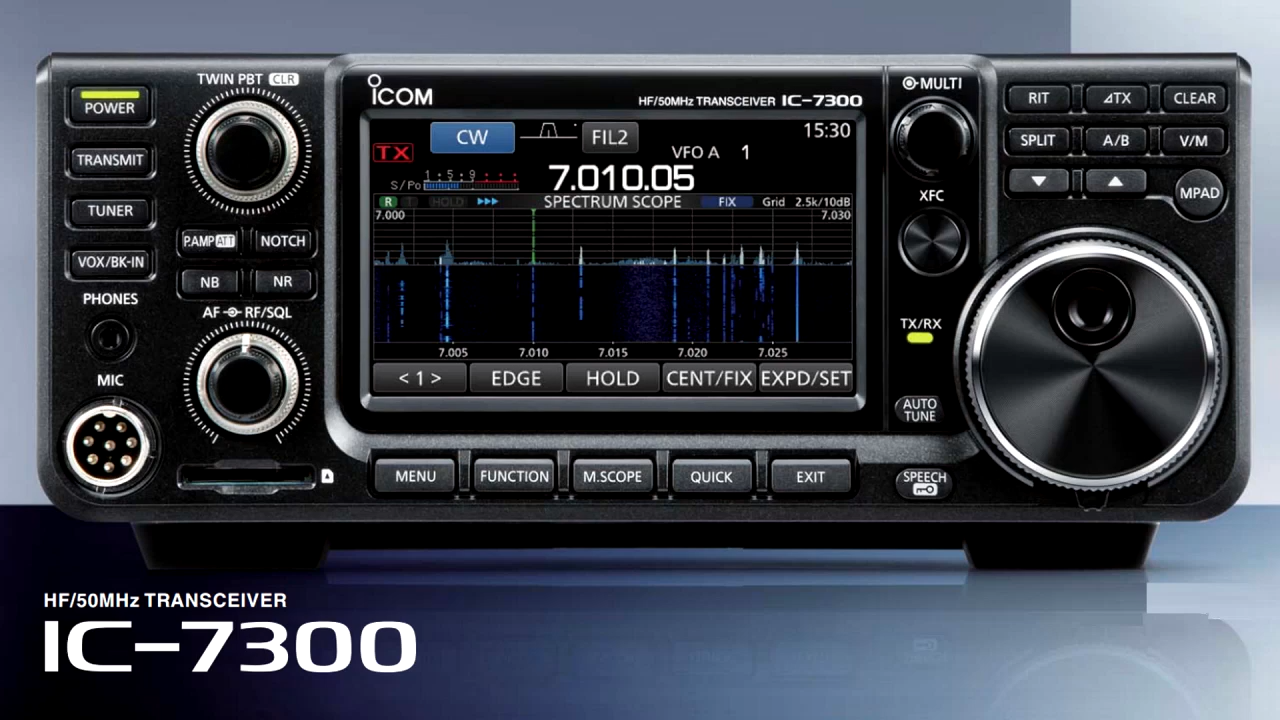 POWER
TRANSMIT
TUNER
VOX/BK-IN
PHONES
MIC
TWIN PBT CLR
P.AMP ATT
NOTCH
NB
NR
AF RF/SQL
ICOM
HF/50MHz TRANSCEIVER IC-7300
CW
FIL2
15:30
TX
VFO A 1
7.010.05
S/Po
1 5 9
R T HOLD
SPECTRUM SCOPE
FIX
Grid 2.5k/10dB
7.000
7.030
7.005 7.010 7.015 7.020 7.025
< 1 >
EDGE
HOLD
CENT/FIX
EXPD/SET
MENU
FUNCTION
M.SCOPE
QUICK
EXIT
MULTI
XFC
TX/RX
AUTO
TUNE
SPEECH
RIT
⊿TX
CLEAR
SPLIT
A/B
V/M
▼
▲
MPAD
HF/50MHz TRANSCEIVER
IC-7300